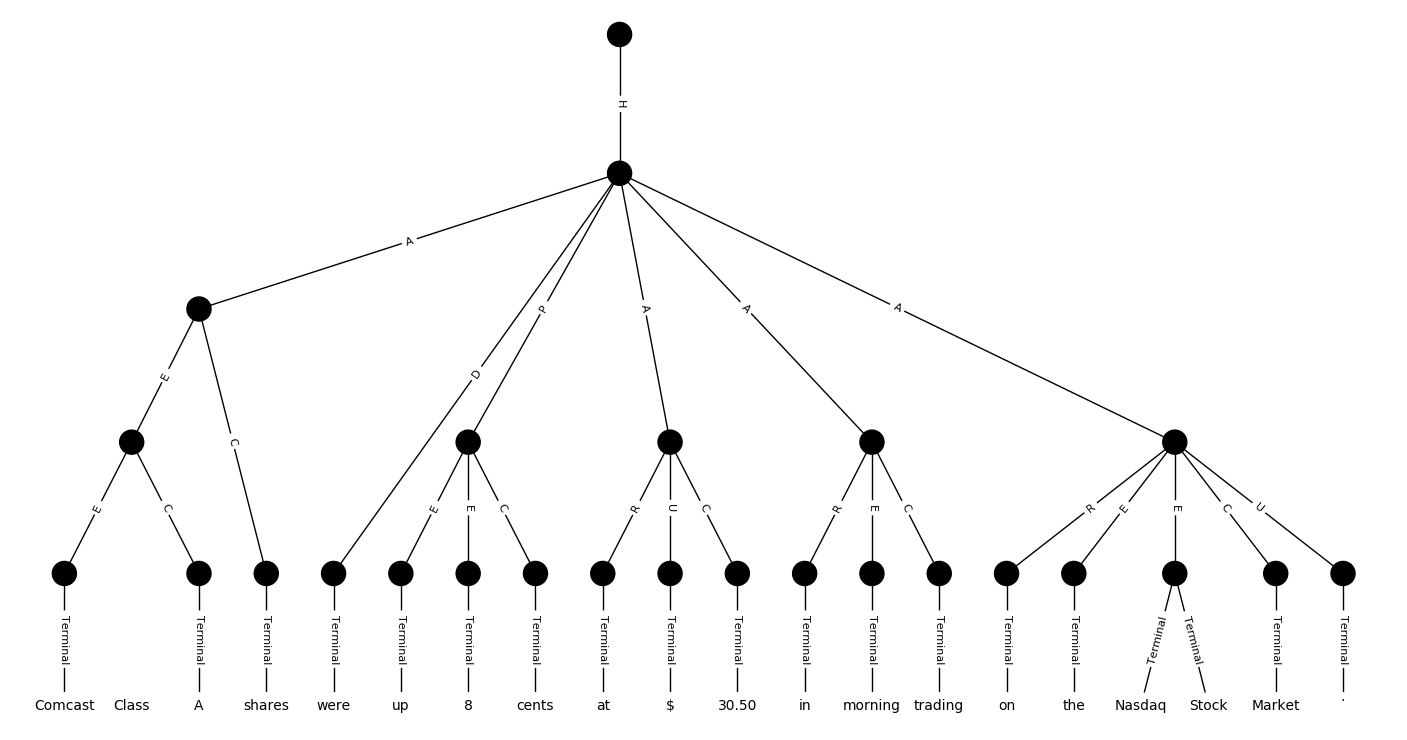 H
A
A
A
A
P
D
E
C
E
C
E
E
C
R
U
C
R
E
C
R
E
E
C
U
Terminal Terminal Terminal Terminal Terminal Terminal Terminal Terminal Terminal Terminal Terminal Terminal Terminal Terminal Terminal Terminal Terminal Terminal Terminal
Comcast Class A shares were up 8 cents at $ 30.50 in morning trading on the Nasdaq Stock Market .